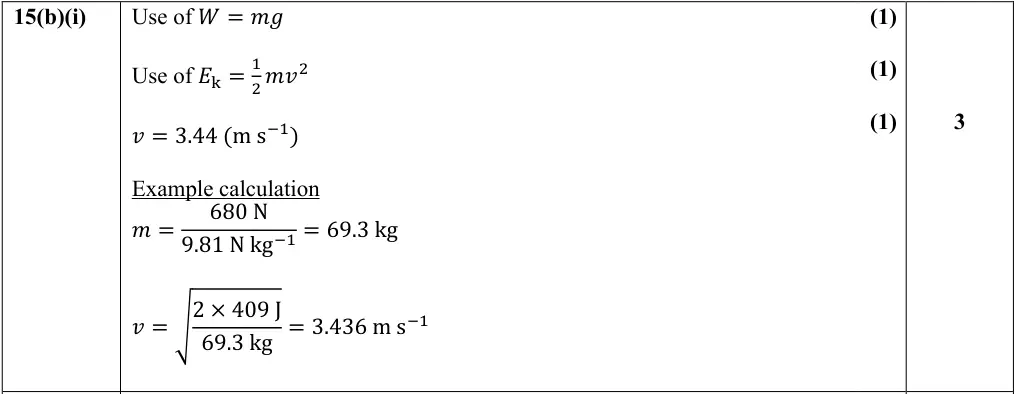 15(b)(i) Use of W = mg (1)
Use of Eₖ = ½mv² (1)
v = 3.44 (m s⁻¹) (1) 3
Example calculation
m = 680 N / 9.81 N kg⁻¹ = 69.3 kg
v = √(2 × 409 J / 69.3 kg) = 3.436 m s⁻¹